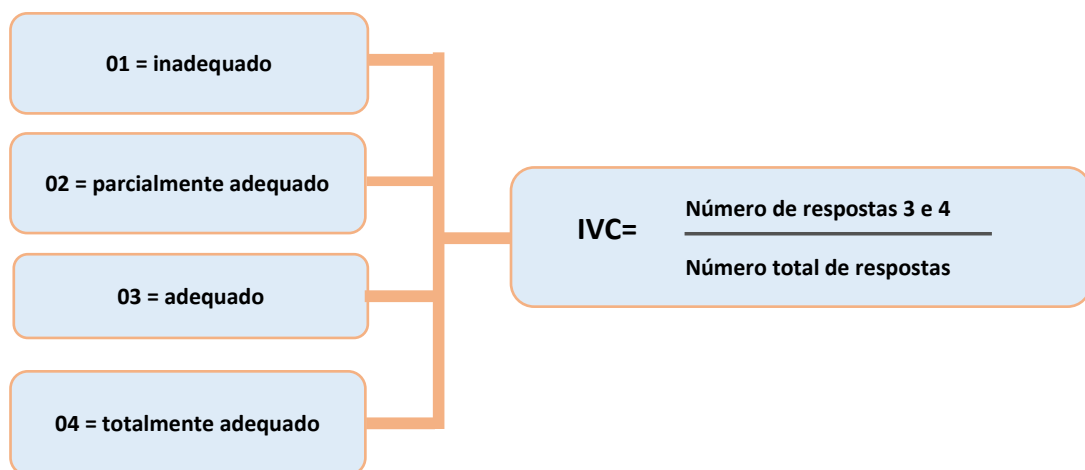 01 = inadequado
02 = parcialmente adequado
03 = adequado
04 = totalmente adequado
IVC=
Número de respostas 3 e 4
Número total de respostas